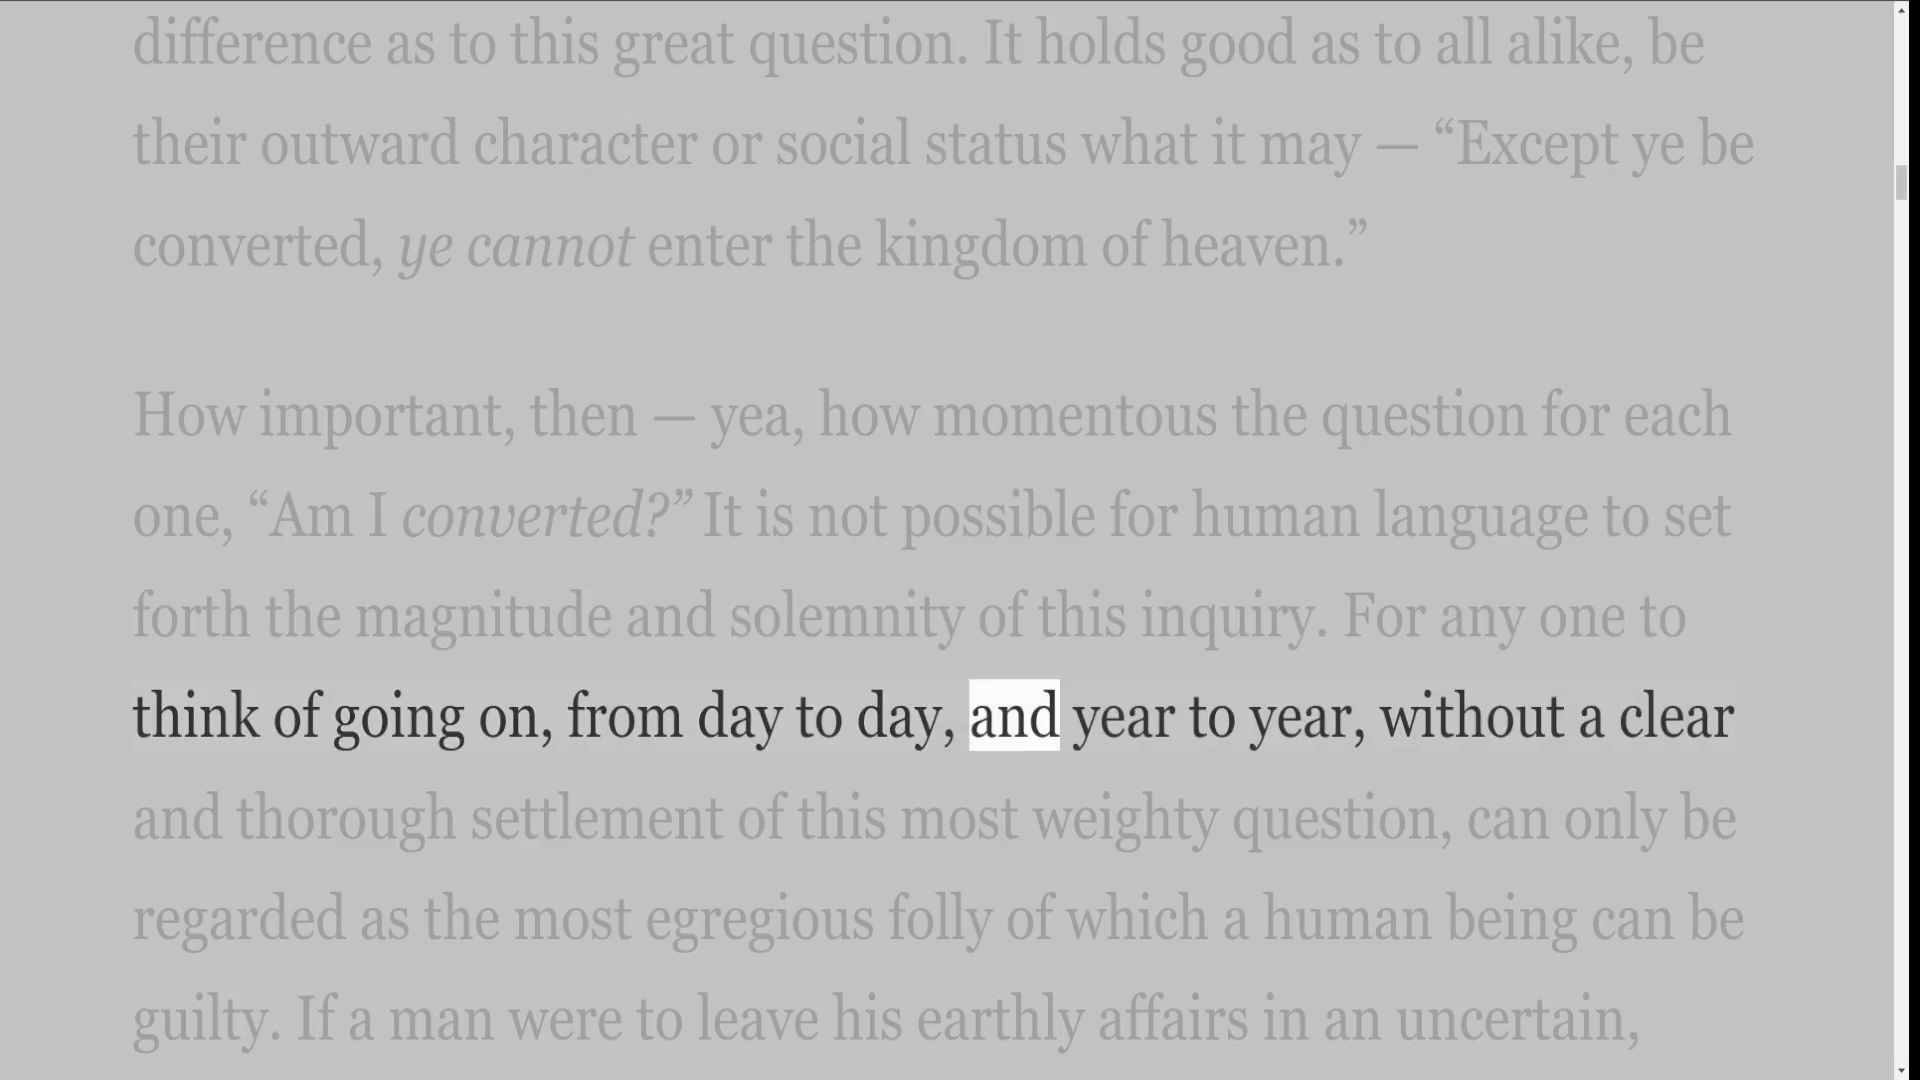 difference as to this great question. It holds good as to all alike, be
their outward character or social status what it may — “Except ye be
converted, ye cannot enter the kingdom of heaven.”
How important, then — yea, how momentous the question for each
one, “Am I converted?” It is not possible for human language to set
forth the magnitude and solemnity of this inquiry. For any one to
think of going on, from day to day, and year to year, without a clear
and thorough settlement of this most weighty question, can only be
regarded as the most egregious folly of which a human being can be
guilty. If a man were to leave his earthly affairs in an uncertain,